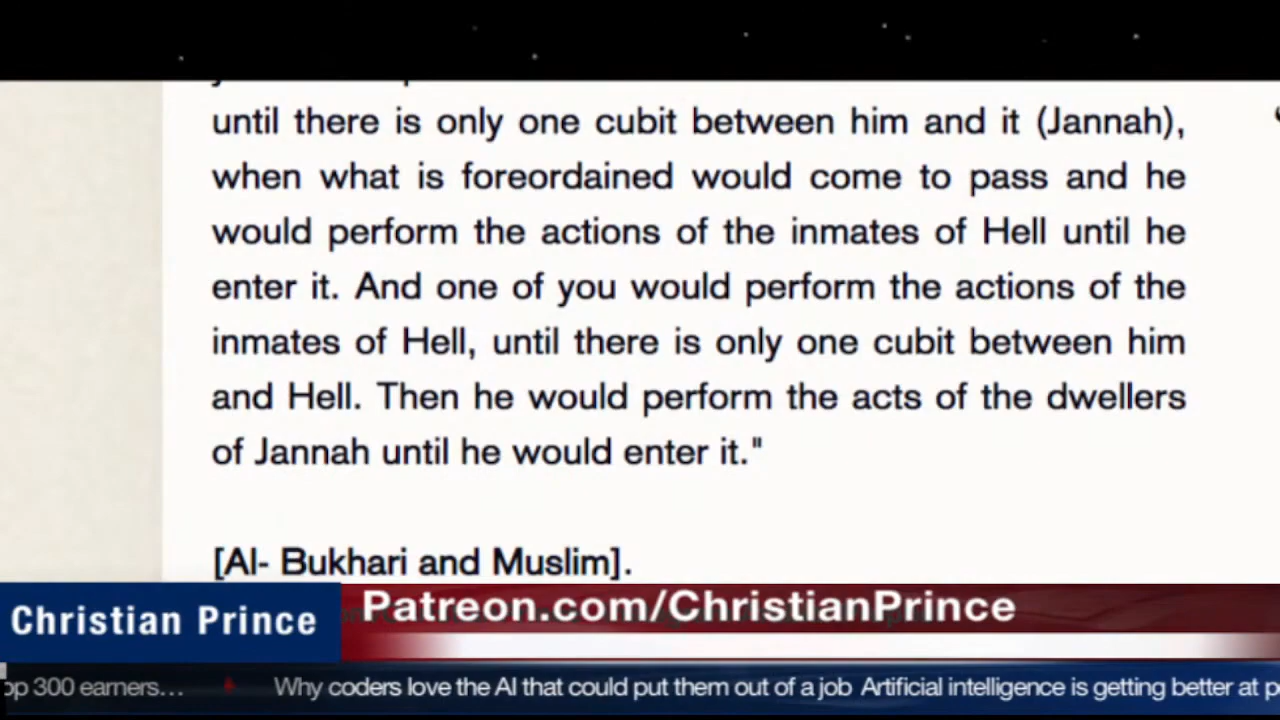 until there is only one cubit between him and it (Jannah),
when what is foreordained would come to pass and he
would perform the actions of the inmates of Hell until he
enter it. And one of you would perform the actions of the
inmates of Hell, until there is only one cubit between him
and Hell. Then he would perform the acts of the dwellers
of Jannah until he would enter it."
[Al- Bukhari and Muslim].
Christian Prince
Patreon.com/ChristianPrince
op 300 earners... Why coders love the AI that could put them out of a job Artificial intelligence is getting better at